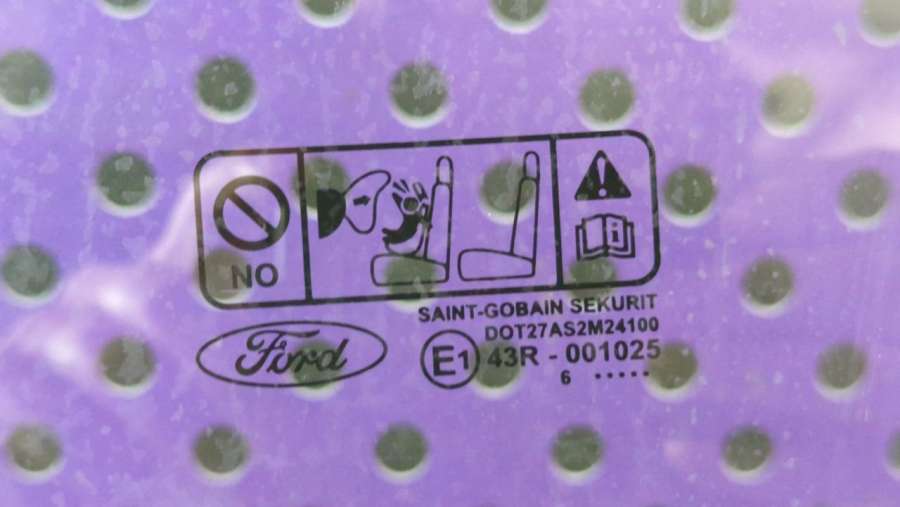 NO
SAINT-GOBAIN SEKURIT
DOT27AS2M24100
Ford
E1 43R - 001025
6 .....